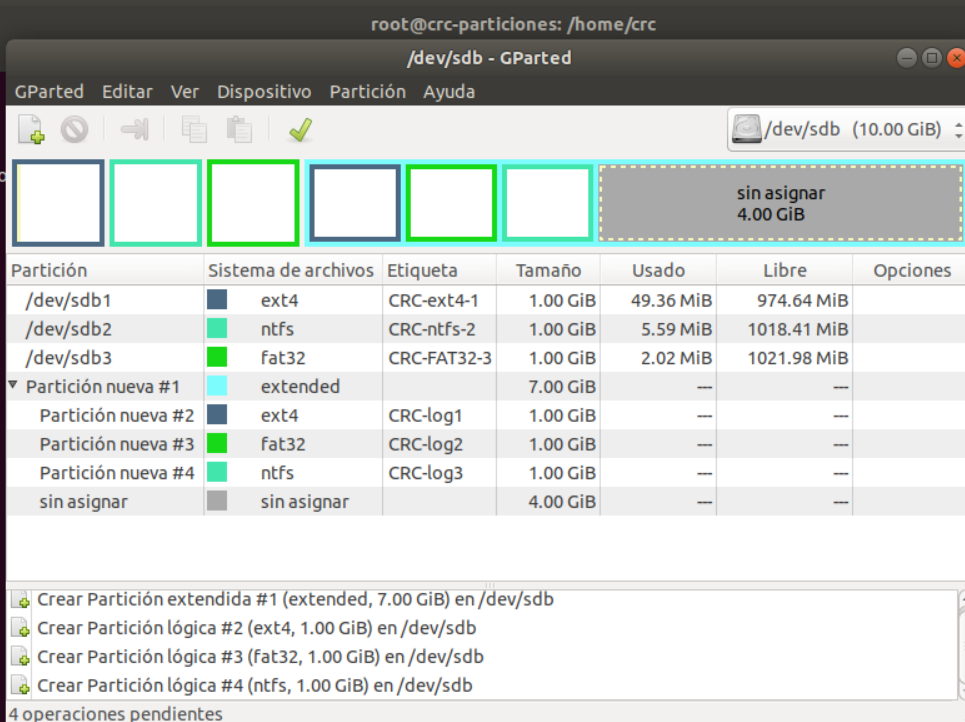 root@crc-particiones: /home/crc
/dev/sdb - GParted
GParted Editar Ver Dispositivo Partición Ayuda
/dev/sdb (10.00 GiB)
sin asignar
4.00 GiB
Partición Sistema de archivos Etiqueta Tamaño Usado Libre Opciones
/dev/sdb1 ext4 CRC-ext4-1 1.00 GiB 49.36 MiB 974.64 MiB
/dev/sdb2 ntfs CRC-ntfs-2 1.00 GiB 5.59 MiB 1018.41 MiB
/dev/sdb3 fat32 CRC-FAT32-3 1.00 GiB 2.02 MiB 1021.98 MiB
Partición nueva #1 extended 7.00 GiB --- ---
Partición nueva #2 ext4 CRC-log1 1.00 GiB --- ---
Partición nueva #3 fat32 CRC-log2 1.00 GiB --- ---
Partición nueva #4 ntfs CRC-log3 1.00 GiB --- ---
sin asignar sin asignar 4.00 GiB --- ---
Crear Partición extendida #1 (extended, 7.00 GiB) en /dev/sdb
Crear Partición lógica #2 (ext4, 1.00 GiB) en /dev/sdb
Crear Partición lógica #3 (fat32, 1.00 GiB) en /dev/sdb
Crear Partición lógica #4 (ntfs, 1.00 GiB) en /dev/sdb
4 operaciones pendientes